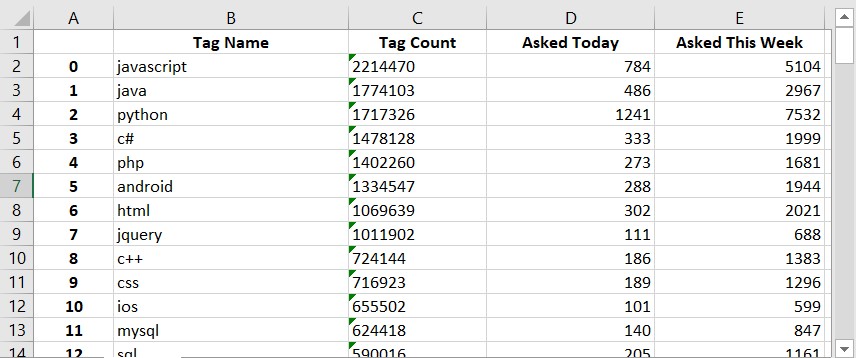 A B C D E
1 Tag Name Tag Count Asked Today Asked This Week
2 0 javascript 2214470 784 5104
3 1 java 1774103 486 2967
4 2 python 1717326 1241 7532
5 3 c# 1478128 333 1999
6 4 php 1402260 273 1681
7 5 android 1334547 288 1944
8 6 html 1069639 302 2021
9 7 jquery 1011902 111 688
10 8 c++ 724144 186 1383
11 9 css 716923 189 1296
12 10 ios 655502 101 599
13 11 mysql 624418 140 847
14 12 sql 590016 205 1161